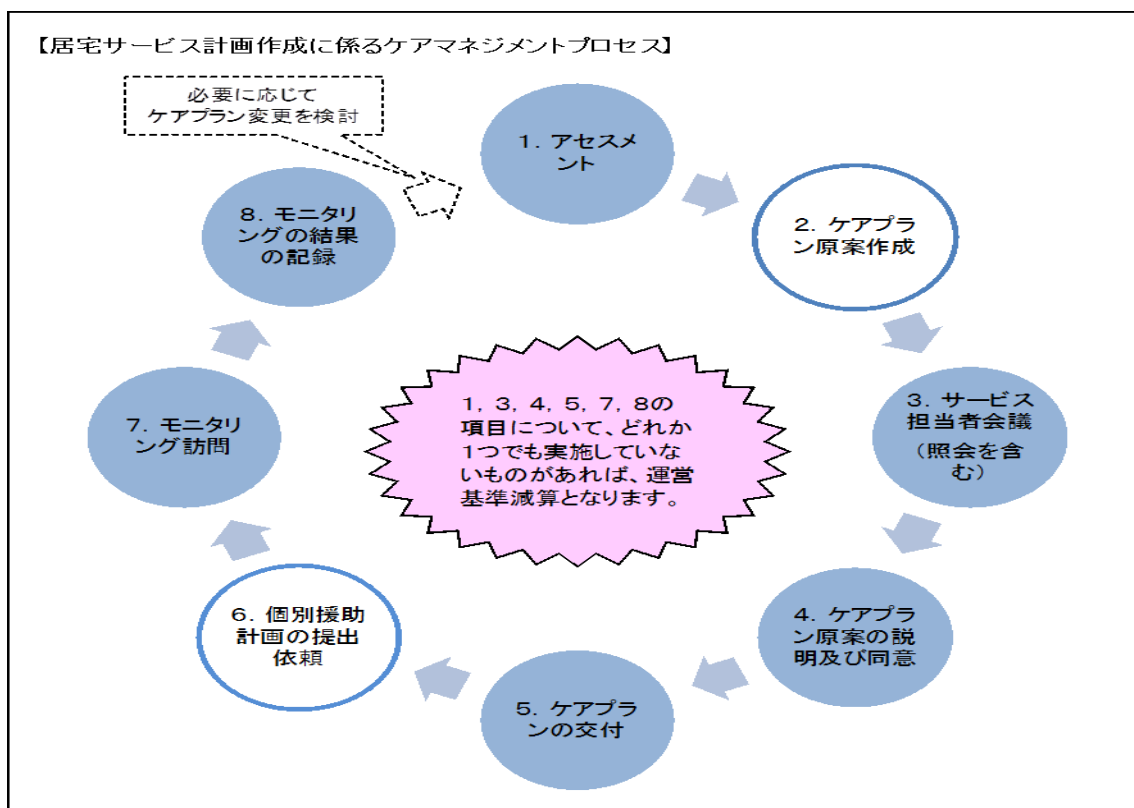 【居宅サービス計画作成に係るケアマネジメントプロセス】
必要に応じて
ケアプラン変更を検討
1．アセスメ
ント
2．ケアプラ
ン原案作成
3．サービス
担当者会議
（照会を含
む）
4．ケアプラ
ン原案の説
明及び同意
5．ケアプラ
ンの交付
6．個別援助
計画の提出
依頼
7．モニタリ
ング訪問
8．モニタリ
ングの結果
の記録
1，3，4，5，7，8の
項目について、どれか
1つでも実施していな
いものがあれば、運営
基準減算となります。